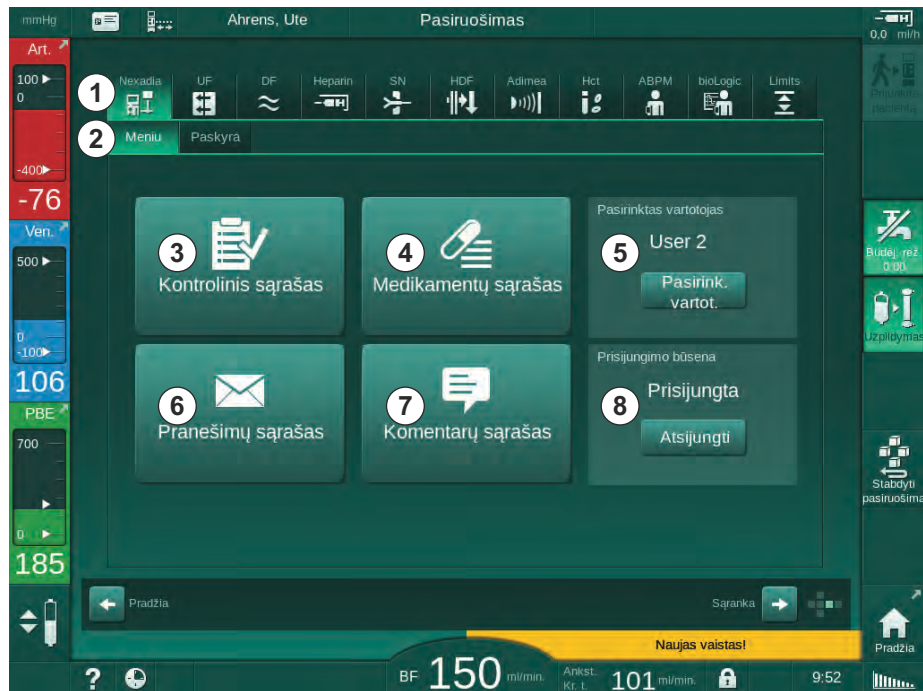 mmHg
Ahrens, Ute
Pasiruošimas
0,0 ml/h
Art.
100
0
-400
-76
Ven.
500
0
-100
106
PBE
700
0
185
1
Nexadia
UF
DF
Heparin
SN
HDF
Adimea
Hct
ABPM
bioLogic
Limits
2
Meniu
Paskyra
3
Kontrolinis sąrašas
4
Medikamentų sąrašas
Pasirinktas vartotojas
5
User 2
Pasirink.
vartot.
6
Pranešimų sąrašas
7
Komentarų sąrašas
Prisijungimo būsena
8
Prisijungta
Atsijungti
Budėj. rež.
0:00
Užpildymas
Stabdyti
pasiruošima
Pradžia
Sąranka
Naujas vaistas!
Pradžia
?
BF 150 ml/min.
Ankst.
Kr. t. 101 ml/min.
9:52